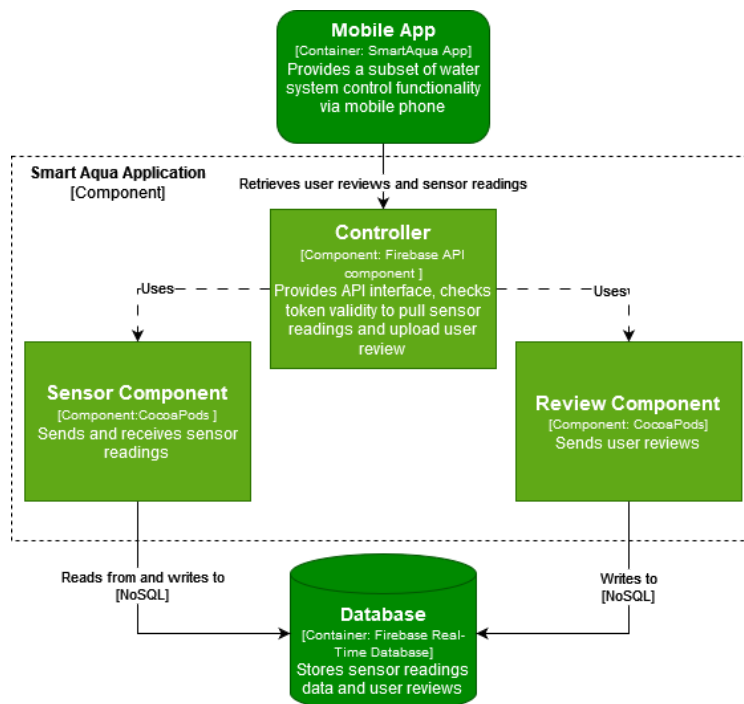 Mobile App
[Container: SmartAqua App]
Provides a subset of water
system control functionality
via mobile phone
Smart Aqua Application
[Component]
Retrieves user reviews and sensor readings
Controller
[Component: Firebase API
component ]
Provides API interface, checks
token validity to pull sensor
readings and upload user
review
Uses
Uses
Sensor Component
[Component:CocoaPods ]
Sends and receives sensor
readings
Review Component
[Component: CocoaPods]
Sends user reviews
Reads from and writes to
[NoSQL]
Writes to
[NoSQL]
Database
[Container: Firebase Real-
Time Database]
Stores sensor readings
data and user reviews